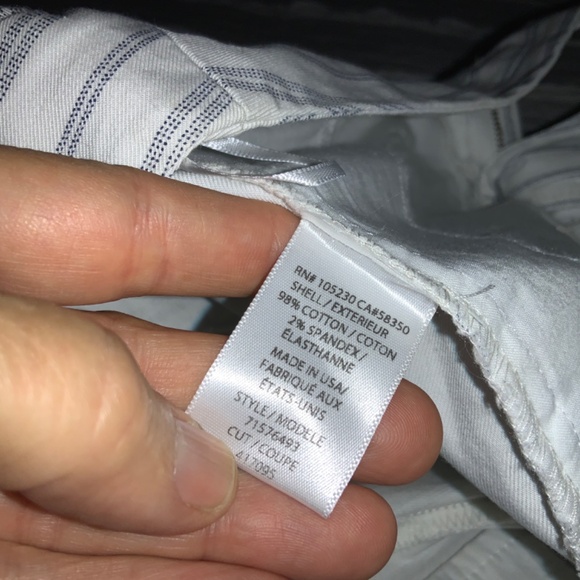 RN# 105230 CA#58350
SHELL / EXTERIEUR
98% COTTON / COTON
2% SPANDEX /
ÉLASTHANNE
MADE IN USA/
FABRIQUÉ AUX
ÉTATS-UNIS
STYLE / MODÈLE
71576493
CUT / COUPE
417095